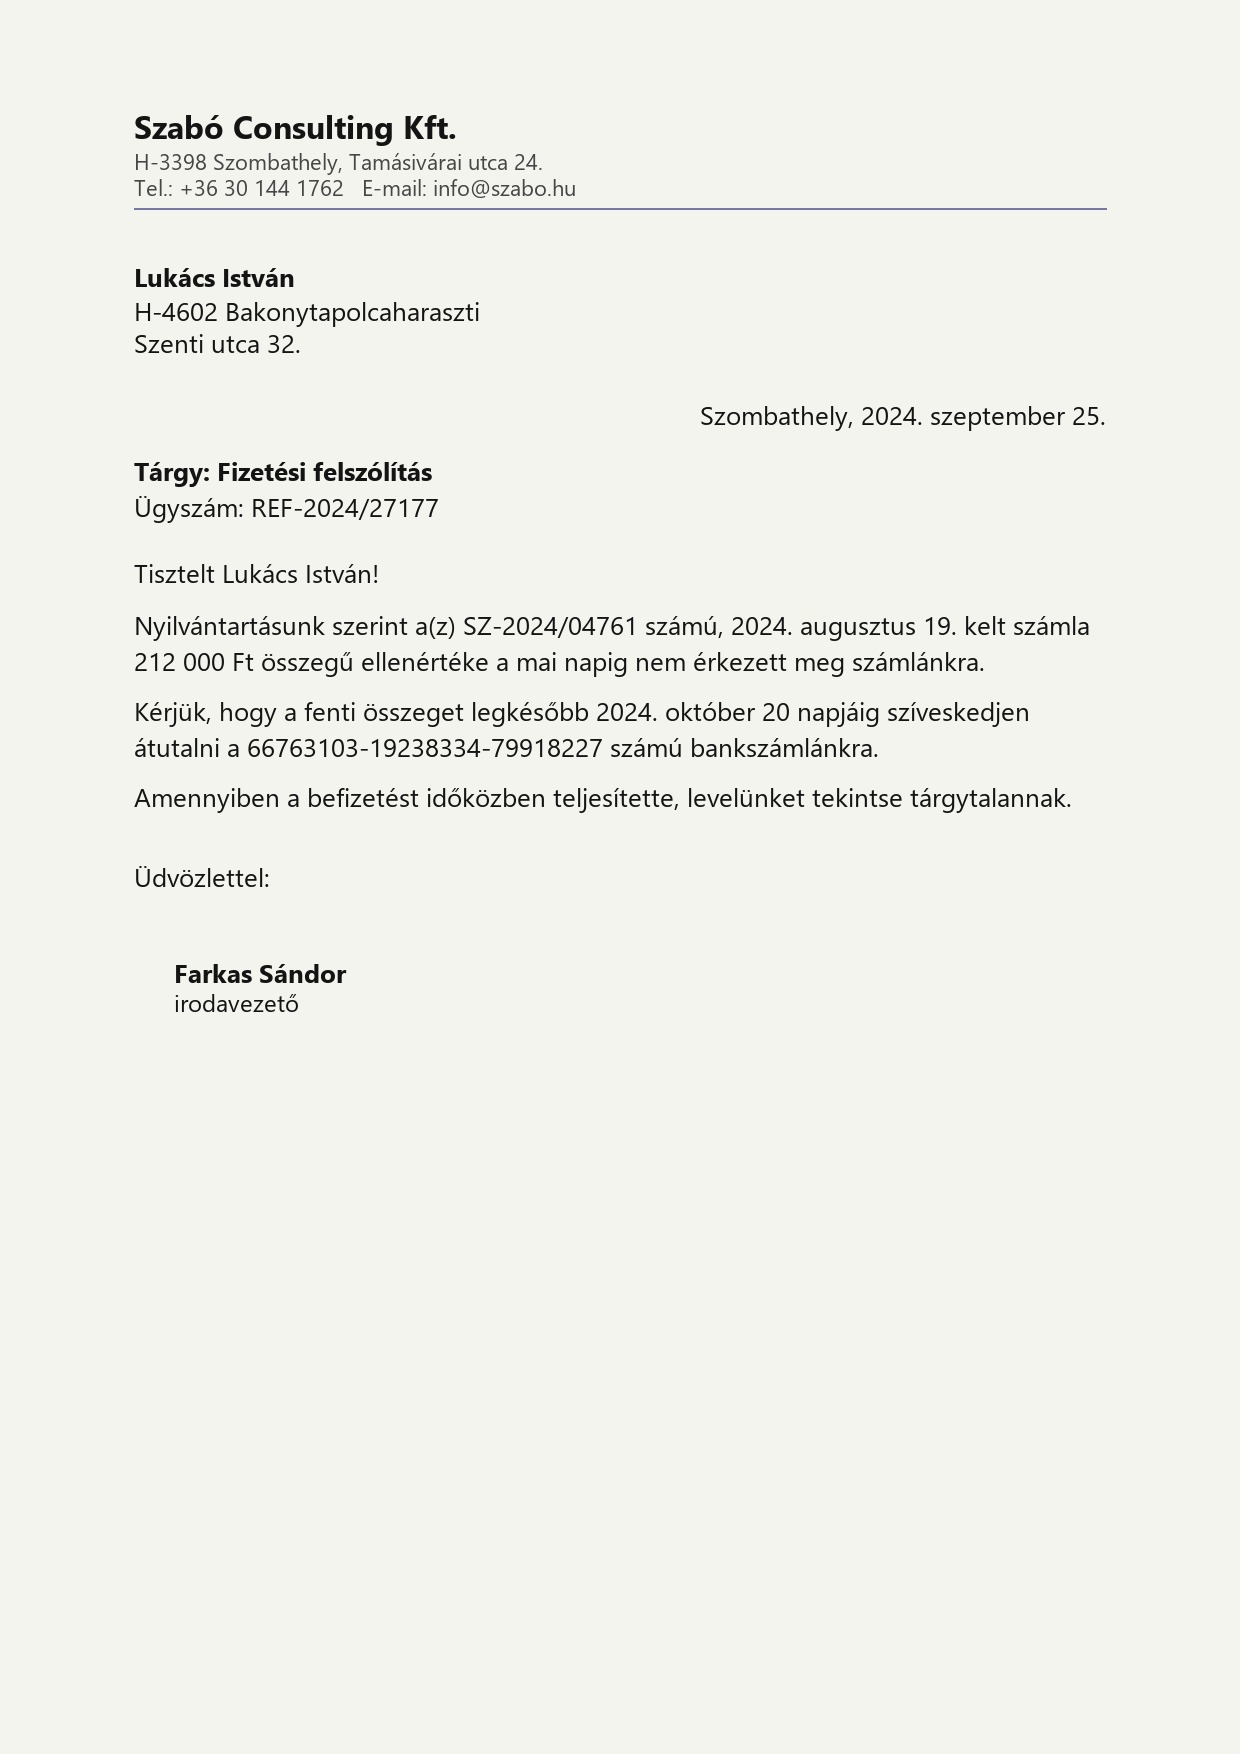 Szabó Consulting Kft.
H-3398 Szombathely, Tamásivárai utca 24.
Tel.: +36 30 144 1762   E-mail: info@szabo.hu
Lukács István
H-4602 Bakonytapolcaharaszti
Szenti utca 32.
Szombathely, 2024. szeptember 25.
Tárgy: Fizetési felszólítás
Ügyszám: REF-2024/27177
Tisztelt Lukács István!
Nyilvántartásunk szerint a(z) SZ-2024/04761 számú, 2024. augusztus 19. kelt számla
212 000 Ft összegű ellenértéke a mai napig nem érkezett meg számlánkra.
Kérjük, hogy a fenti összeget legkésőbb 2024. október 20 napjáig szíveskedjen
átutalni a 66763103-19238334-79918227 számú bankszámlánkra.
Amennyiben a befizetést időközben teljesítette, levelünket tekintse tárgytalannak.
Üdvözlettel:
Farkas Sándor
irodavezető